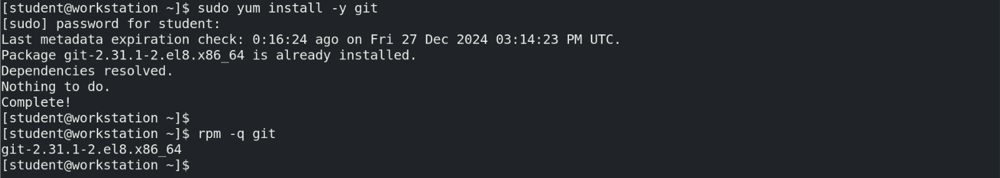 [student@workstation ~]$ sudo yum install -y git
[sudo] password for student:
Last metadata expiration check: 0:16:24 ago on Fri 27 Dec 2024 03:14:23 PM UTC.
Package git-2.31.1-2.el8.x86_64 is already installed.
Dependencies resolved.
Nothing to do.
Complete!
[student@workstation ~]$
[student@workstation ~]$ rpm -q git
git-2.31.1-2.el8.x86_64
[student@workstation ~]$